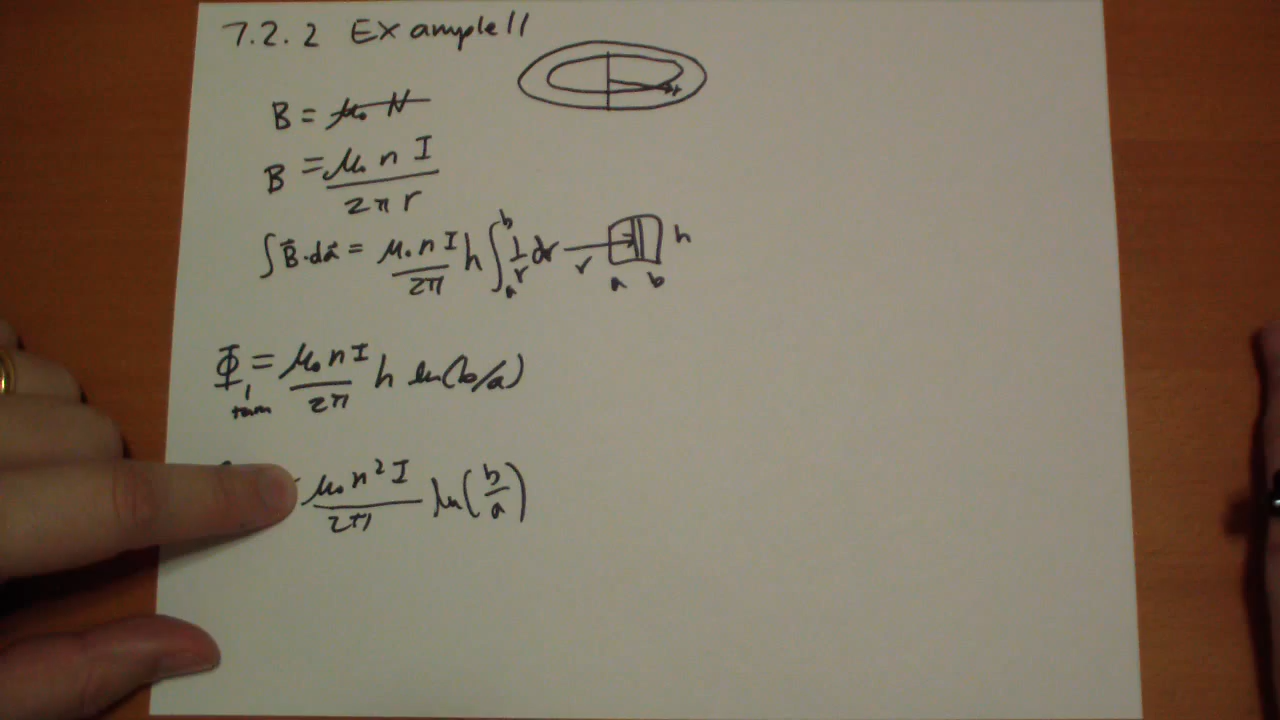 7.2.2 Example 11
B = μ₀ N
B = μ₀ n I / 2π r
∫ B⃗ · da⃗ = μ₀ n I / 2π h ∫ₐᵇ 1/r dr r a b h
Φ 1 turn = μ₀ n I / 2π h ln(b/a)
μ₀ n² I / 2π ln(b/a)